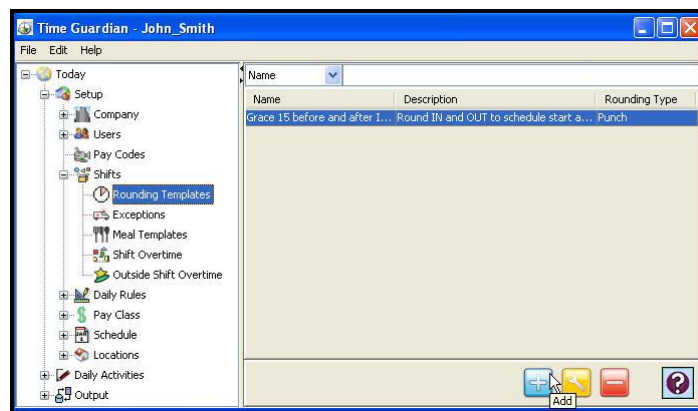 Time Guardian - John_Smith
File Edit Help
Today
Setup
Company
Users
Pay Codes
Shifts
Rounding Templates
Exceptions
Meal Templates
Shift Overtime
Outside Shift Overtime
Daily Rules
Pay Class
Schedule
Locations
Daily Activities
Output
Name
Name Description Rounding Type
Grace 15 before and after I... Round IN and OUT to schedule start a... Punch
Add